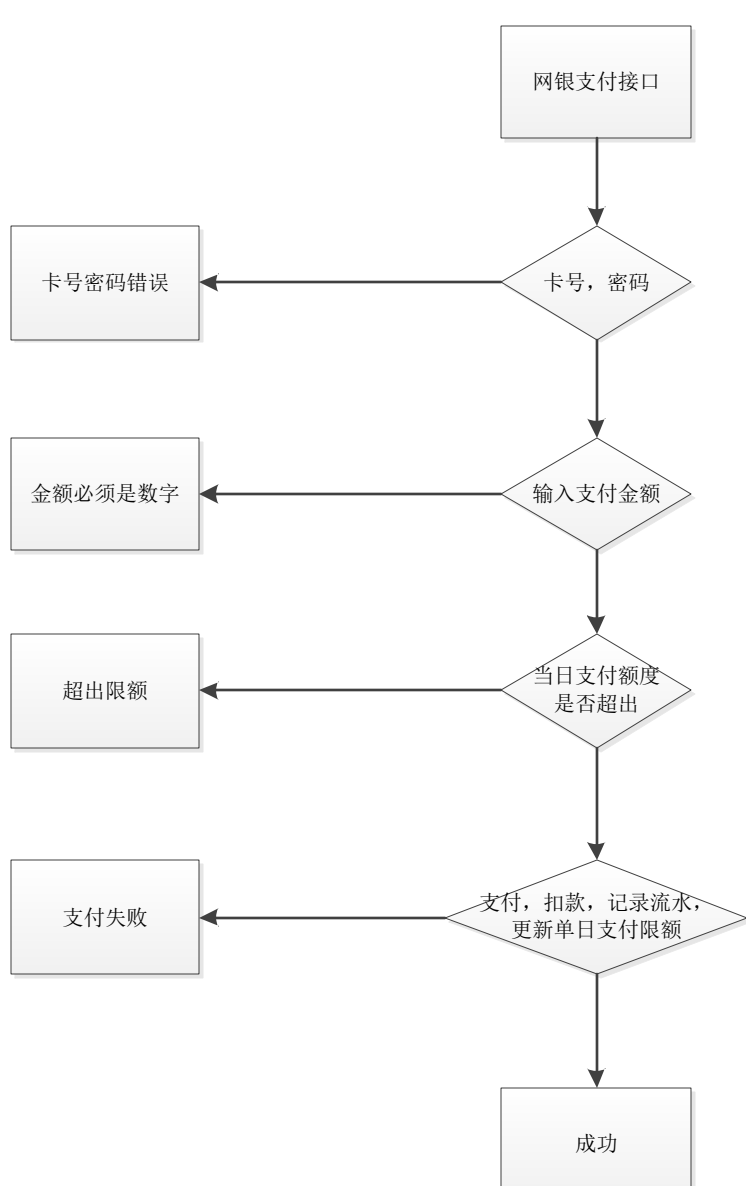 网银支付接口
卡号密码错误
卡号，密码
金额必须是数字
输入支付金额
超出限额
当日支付额度
是否超出
支付失败
支付，扣款，记录流水，
更新单日支付限额
成功